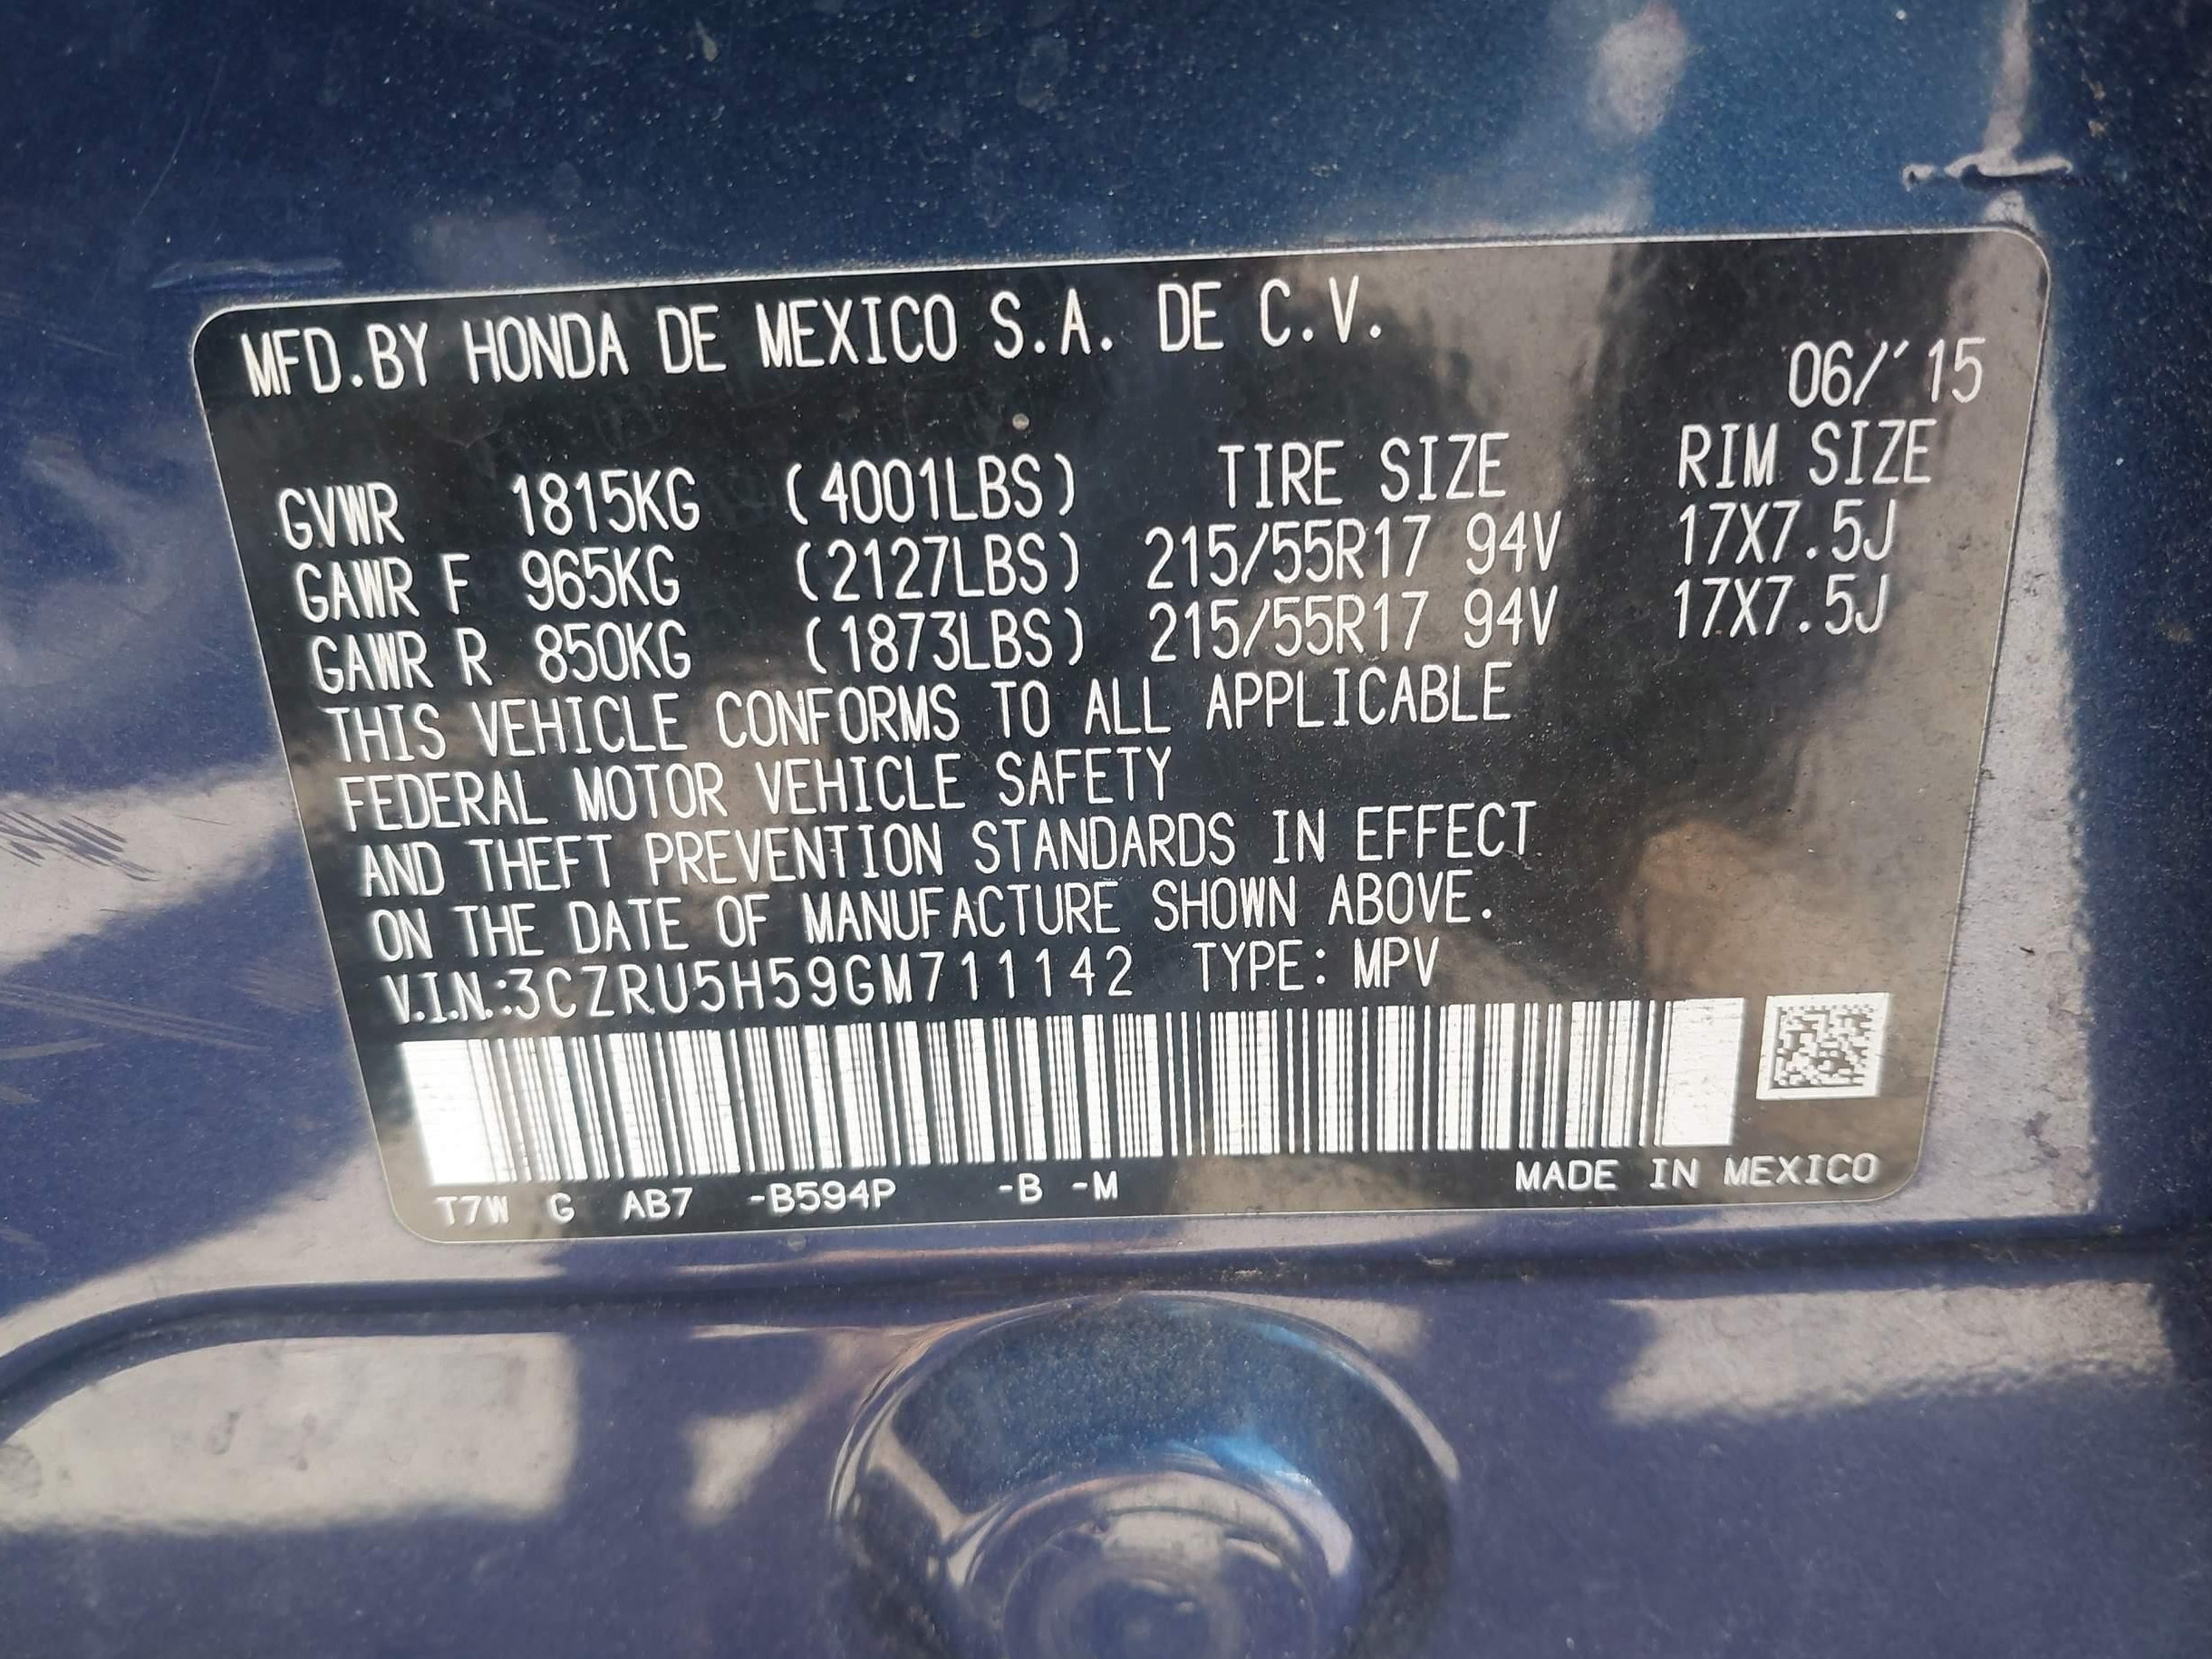 MFD.BY HONDA DE MEXICO S.A. DE C.V.
06/'15
GVWR 1815KG (4001LBS) TIRE SIZE RIM SIZE
GAWR F 965KG (2127LBS) 215/55R17 94V 17X7.5J
GAWR R 850KG (1873LBS) 215/55R17 94V 17X7.5J
THIS VEHICLE CONFORMS TO ALL APPLICABLE
FEDERAL MOTOR VEHICLE SAFETY
AND THEFT PREVENTION STANDARDS IN EFFECT
ON THE DATE OF MANUFACTURE SHOWN ABOVE.
V.I.N.:3CZRU5H59GM711142 TYPE: MPV
T7W G AB7 -B594P -B -M MADE IN MEXICO